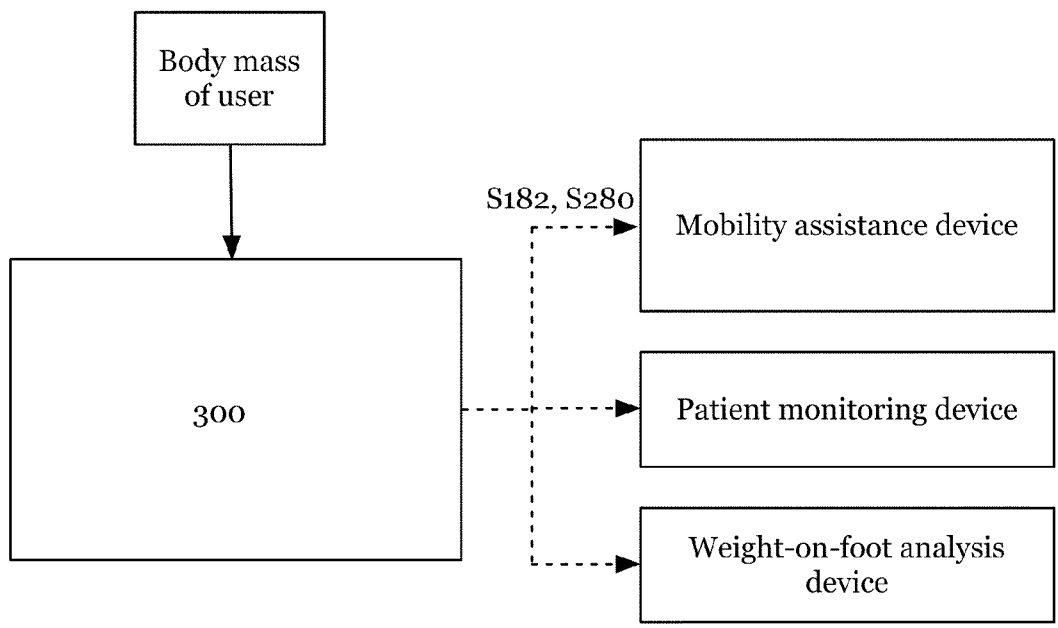 Body mass
of user
S182, S280
Mobility assistance device
300
Patient monitoring device
Weight-on-foot analysis
device